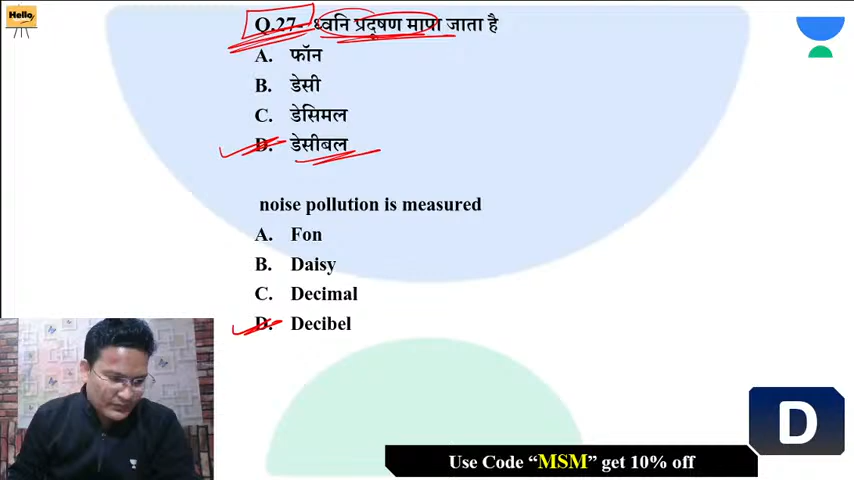 Hello
Q.27- ध्वनि प्रदूषण मापा जाता है
A. फॉन
B. डेसी
C. डेसिमल
D. डेसीबल
noise pollution is measured
A. Fon
B. Daisy
C. Decimal
D. Decibel
D
Use Code “MSM” get 10% off